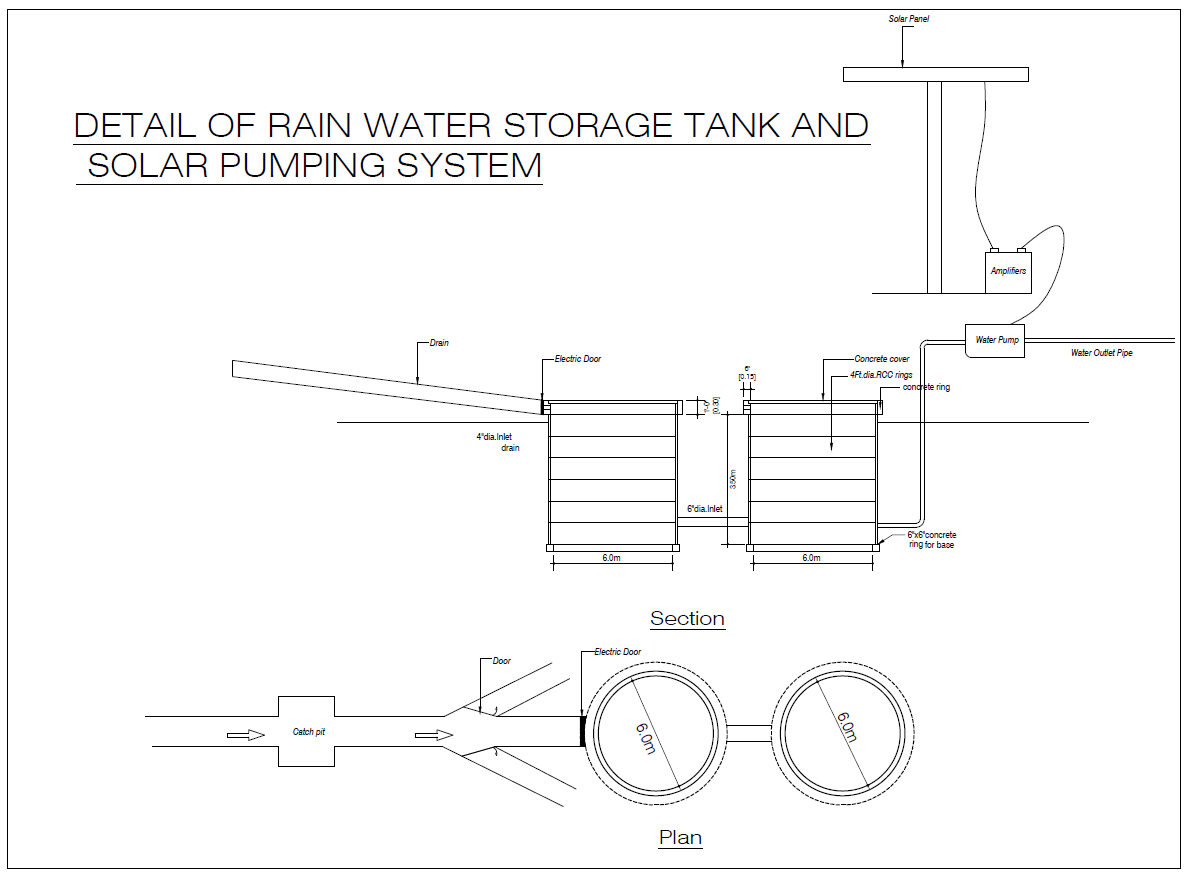 Solar Panel
DETAIL OF RAIN WATER STORAGE TANK AND
SOLAR PUMPING SYSTEM
Amplifiers
Water Pump
Water Outlet Pipe
Drain
Electric Door
6"
[0.15]
1'-0"
[0.30]
Concrete cover
4Ft.dia.RCC rings
concrete ring
4"dia.Inlet
drain
3.50m
6"dia.Inlet
6"x6"concrete
ring for base
6.0m
6.0m
Section
Door
Electric Door
Catch pit
6.0m
6.0m
Plan